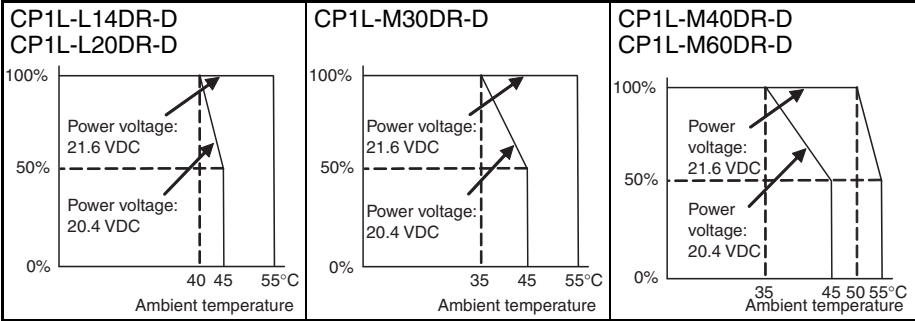 CP1L-L14DR-D
CP1L-L20DR-D
100%
Power voltage:
21.6 VDC
50%
Power voltage:
20.4 VDC
0%
40 45 55°C
Ambient temperature
CP1L-M30DR-D
100%
Power voltage:
21.6 VDC
50%
Power voltage:
20.4 VDC
0%
35 45 55°C
Ambient temperature
CP1L-M40DR-D
CP1L-M60DR-D
100%
Power
voltage:
21.6 VDC
50%
Power
voltage:
20.4 VDC
0%
35 45 50 55°C
Ambient temperature